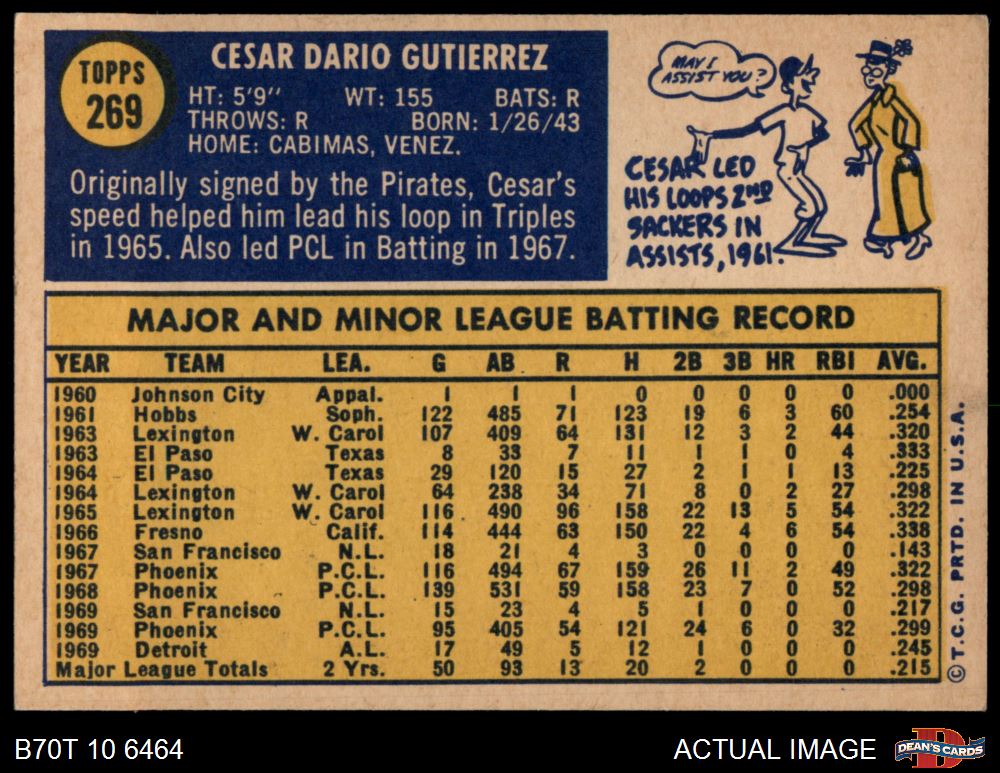 TOPPS
269
CESAR DARIO GUTIERREZ
HT: 5'9" WT: 155 BATS: R
THROWS: R BORN: 1/26/43
HOME: CABIMAS, VENEZ.
Originally signed by the Pirates, Cesar's
speed helped him lead his loop in Triples
in 1965. Also led PCL in Batting in 1967.
MAY I
ASSIST YOU?
CESAR LED
HIS LOOPS 2ND
SACKERS IN
ASSISTS, 1961.
MAJOR AND MINOR LEAGUE BATTING RECORD
YEAR TEAM LEA. G AB R H 2B 3B HR RBI AVG.
1960 Johnson City Appal. 1 1 1 0 0 0 0 0 .000
1961 Hobbs Soph. 122 485 71 123 19 6 3 60 .254
1963 Lexington W. Carol 107 409 64 131 12 3 2 44 .320
1963 El Paso Texas 8 33 7 11 1 1 0 4 .333
1964 El Paso Texas 29 120 15 27 2 1 1 13 .225
1964 Lexington W. Carol 64 238 34 71 8 0 2 27 .298
1965 Lexington W. Carol 116 490 96 158 22 13 5 54 .322
1966 Fresno Calif. 114 444 63 150 22 4 6 54 .338
1967 San Francisco N.L. 18 21 4 3 0 0 0 0 .143
1967 Phoenix P.C.L. 116 494 67 159 26 11 2 49 .322
1968 Phoenix P.C.L. 139 531 59 158 23 7 0 52 .298
1969 San Francisco N.L. 15 23 4 5 1 0 0 0 .217
1969 Phoenix P.C.L. 95 405 54 121 24 6 0 32 .299
1969 Detroit A.L. 17 49 5 12 1 0 0 0 .245
Major League Totals 2 Yrs. 50 93 13 20 2 0 0 0 .215
© T.C.G. PRTD. IN U.S.A.
B70T 10 6464
ACTUAL IMAGE
D
DEAN'S CARDS